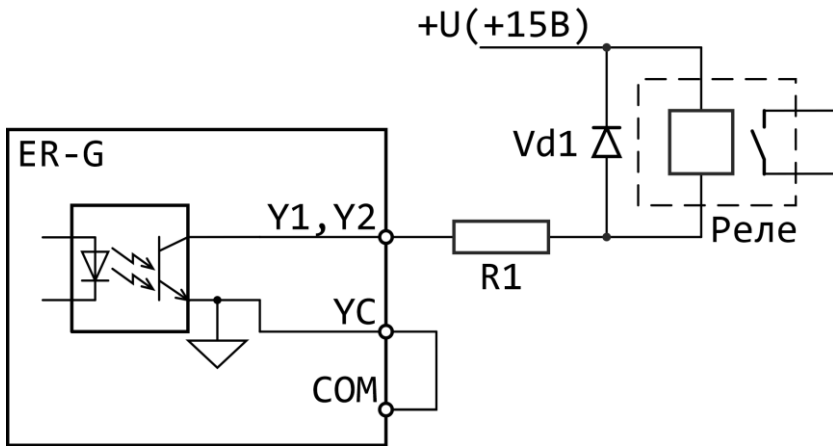 +U(+15В)
ER-G
Vd1
Y1,Y2
Реле
R1
YC
COM